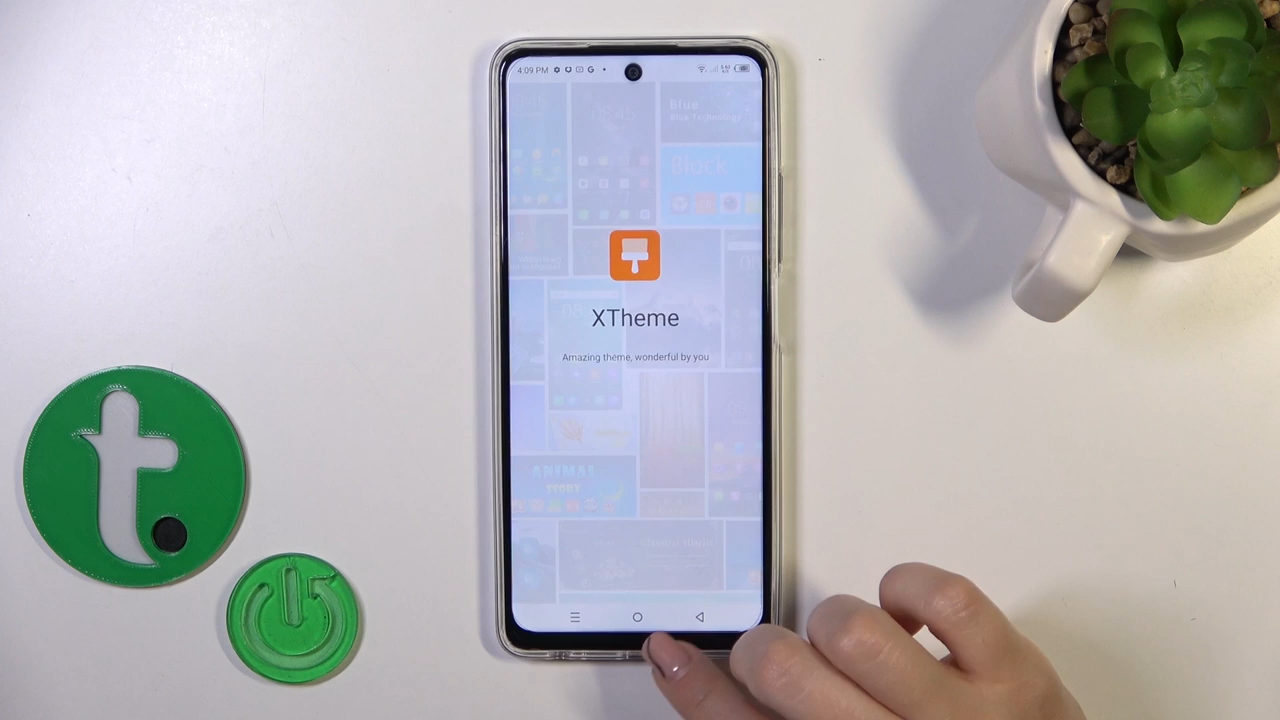 4:09 PM
Blue
Blue Technology
Block
XTheme
Amazing theme, wonderful by you
ANIMAL
STORY
t.